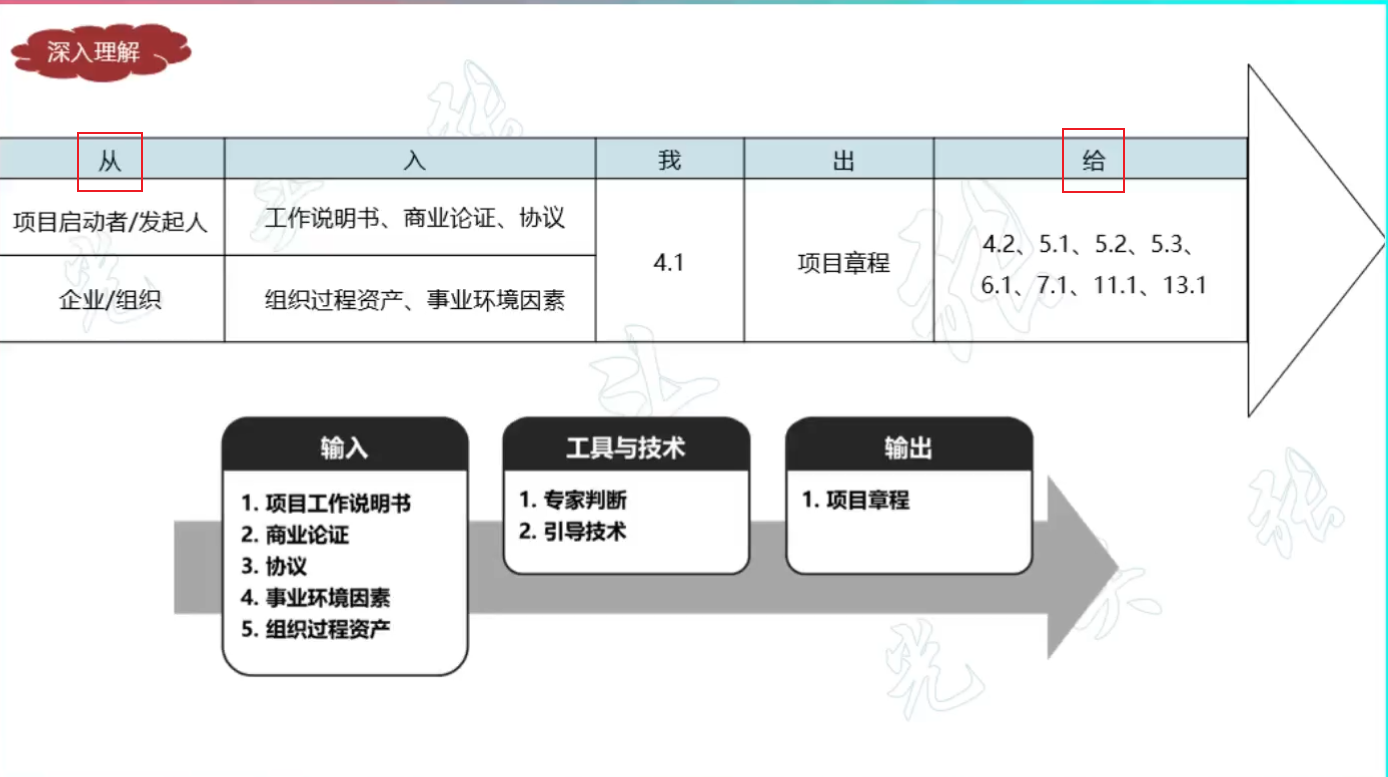 深入理解
从 入 我 出 给
项目启动者/发起人 工作说明书、商业论证、协议
4.1 项目章程 4.2、5.1、5.2、5.3、
6.1、7.1、11.1、13.1
企业/组织 组织过程资产、事业环境因素
输入
1. 项目工作说明书
2. 商业论证
3. 协议
4. 事业环境因素
5. 组织过程资产
工具与技术
1. 专家判断
2. 引导技术
输出
1. 项目章程